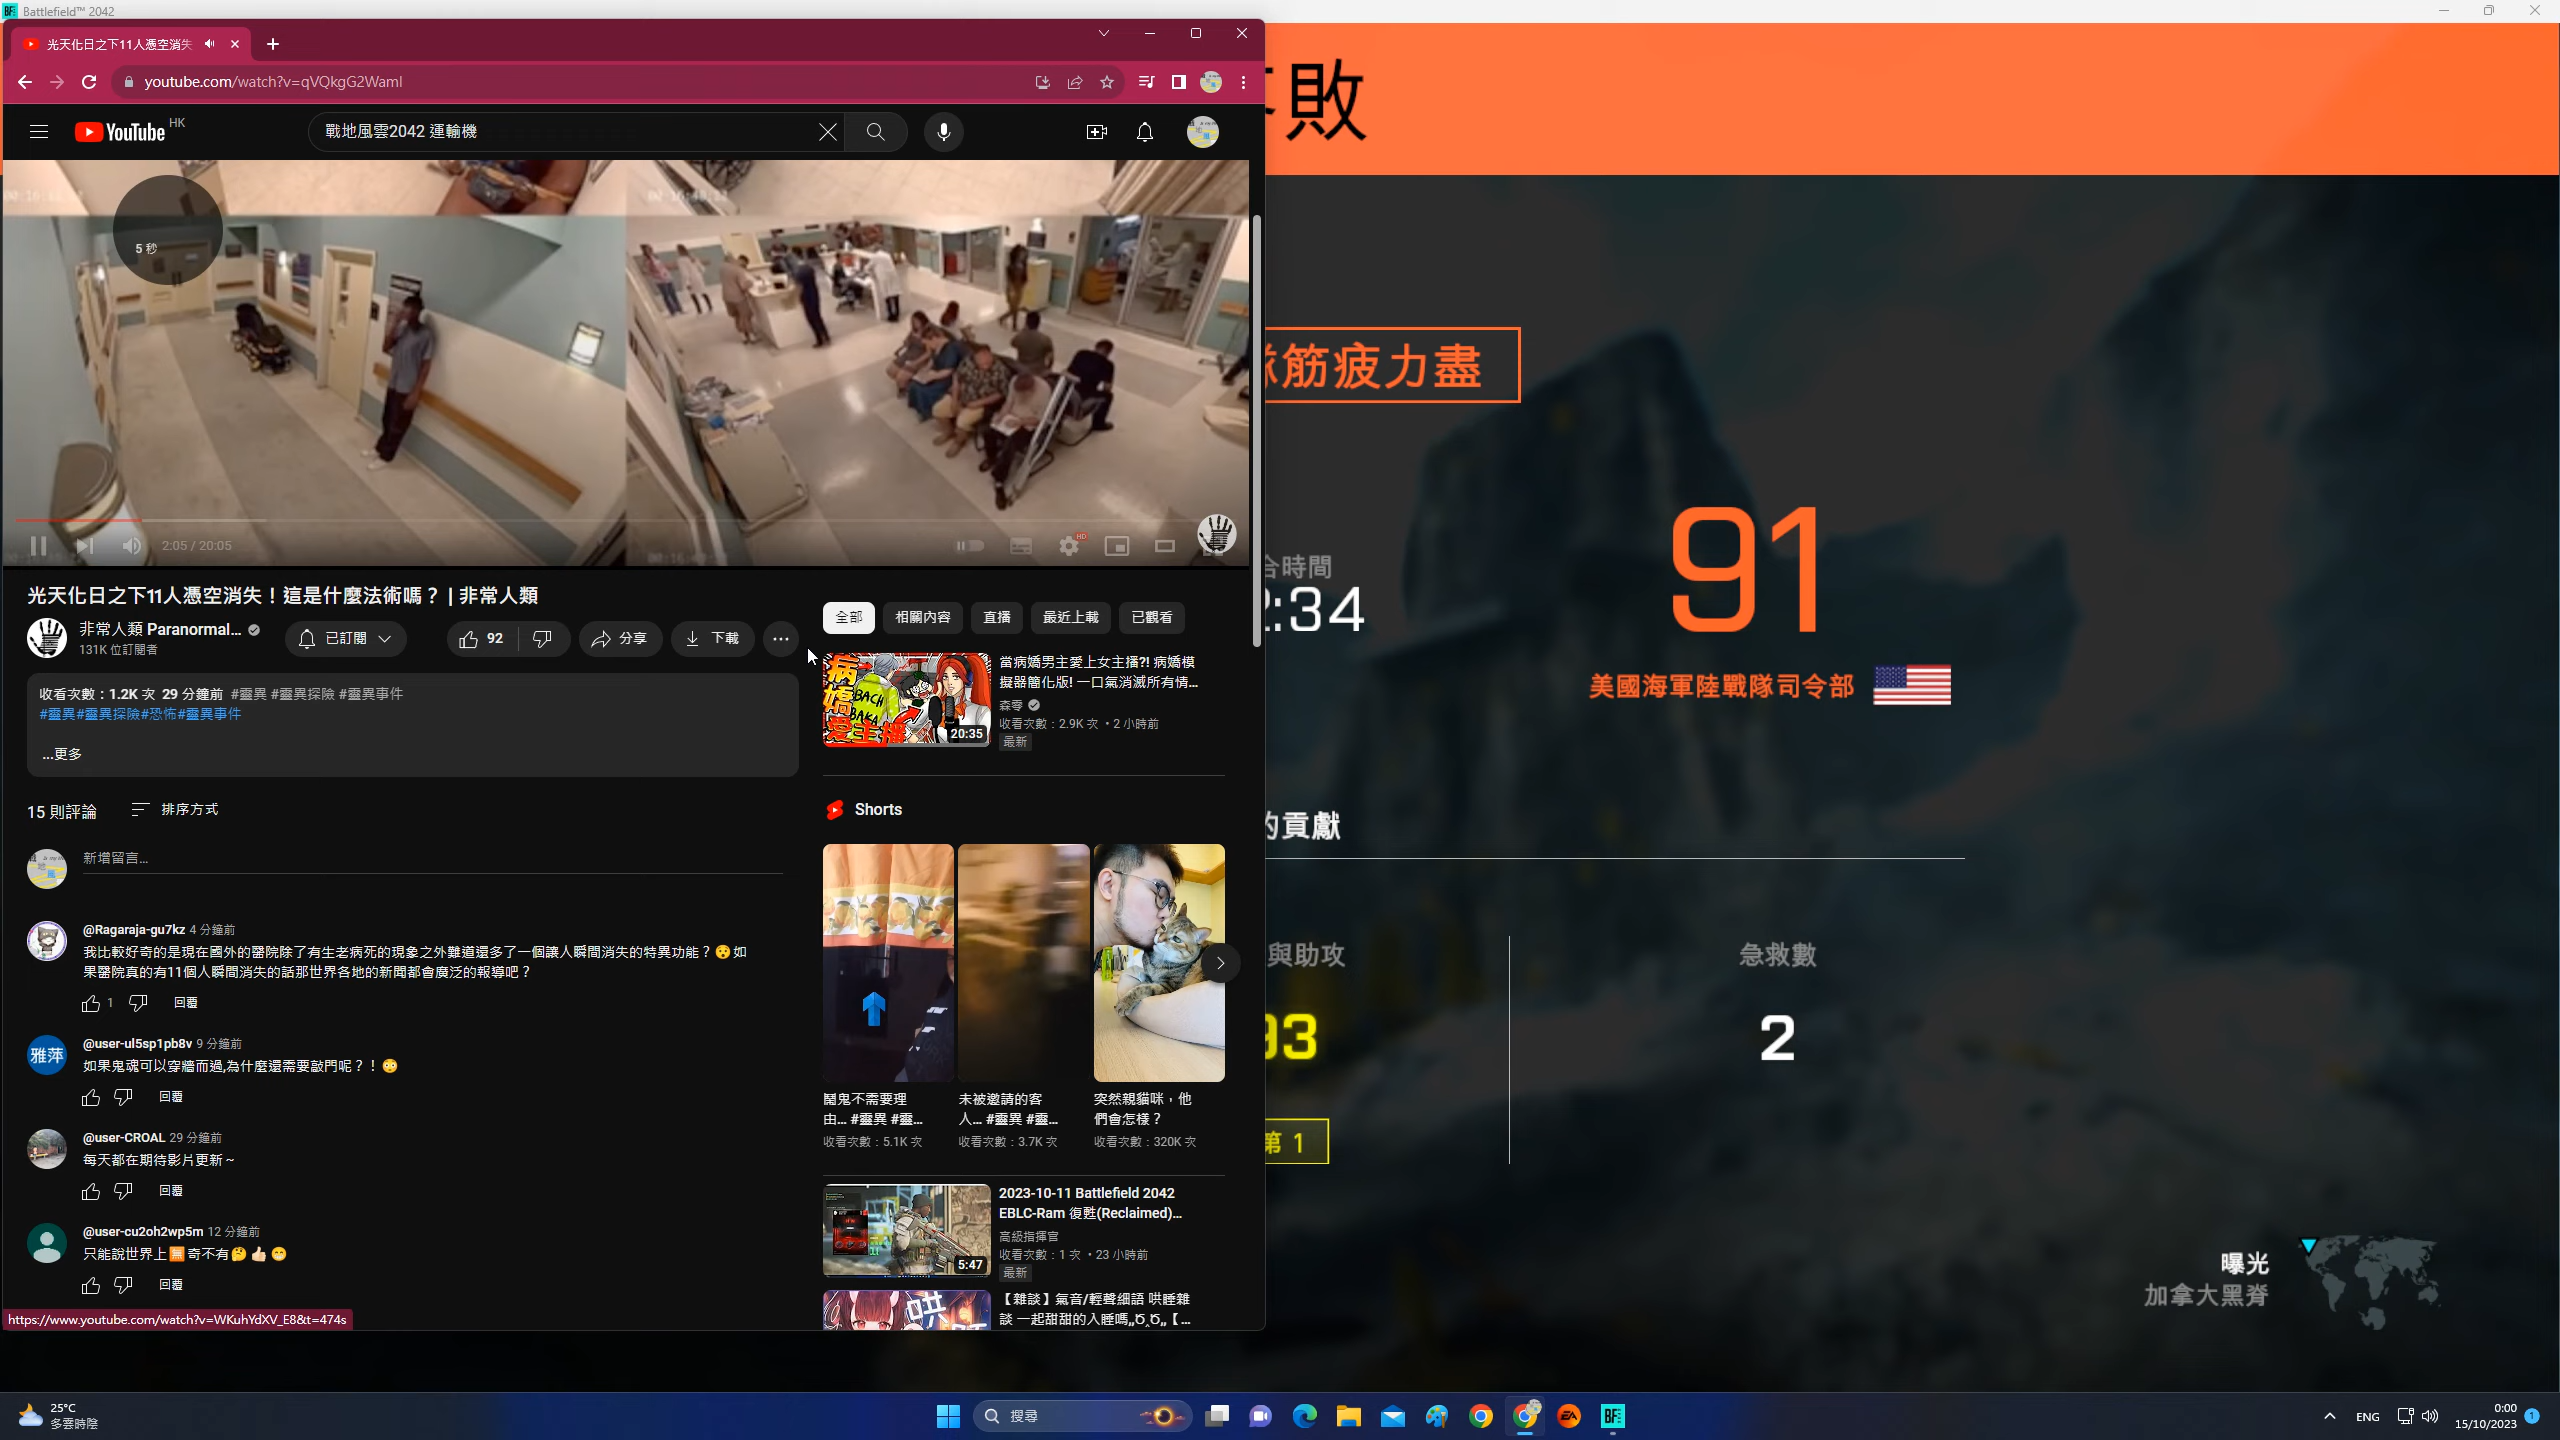 Battlefield™ 2042
光天化日之下11人憑空消失
youtube.com/watch?v=qVQkgG2WamI
YouTube HK
戰地風雲2042 運輸機
敗
5 秒
2:05 / 20:05
HD
光天化日之下11人憑空消失！這是什麼法術嗎？ | 非常人類
非常人類 Paranormal...
131K 位訂閱者
已訂閱
92
分享
下載
收看次數：1.2K 次 29 分鐘前 #靈異 #靈異探險 #靈異事件
#靈異#靈異探險#恐怖#靈異事件
...更多
15 則評論
排序方式
新增留言...
@Ragaraja-gu7kz 4 分鐘前
我比較好奇的是現在國外的醫院除了有生老病死的現象之外難道還多了一個讓人瞬間消失的特異功能？😯如
果醫院真的有11個人瞬間消失的話那世界各地的新聞都會廣泛的報導吧？
1
回覆
@user-ul5sp1pb8v 9 分鐘前
雅萍
如果鬼魂可以穿牆而過,為什麼還需要敲門呢？！😳
回覆
@user-CROAL 29 分鐘前
每天都在期待影片更新～
回覆
@user-cu2oh2wp5m 12 分鐘前
只能說世界上🈚奇不有🤔👍🏻😁
回覆
https://www.youtube.com/watch?v=WKuhYdXV_E8&t=474s
全部
相關內容
直播
最近上載
已觀看
病嬌
BACH
BAKA
愛主播
20:35
當病嬌男主愛上女主播?! 病嬌模
擬器簡化版! 一口氣消滅所有情...
森零
收看次數：2.9K 次 ・2 小時前
最新
Shorts
鬧鬼不需要理
由... #靈異 #靈...
收看次數：5.1K 次
未被邀請的客
人... #靈異 #靈...
收看次數：3.7K 次
突然親貓咪，他
們會怎樣？
收看次數：320K 次
5:47
2023-10-11 Battlefield 2042
EBLC-Ram 復甦(Reclaimed)...
高級指揮官
收看次數：1 次 ・23 小時前
最新
哄睡
【雜談】氣音/輕聲細語 哄睡雜
談 一起甜甜的入睡嗎
筋疲力盡
合時間
2:34
91
美國海軍陸戰隊司令部
的貢獻
與助攻
93
第 1
急救數
2
曝光
加拿大黑脊
25°C
多雲時陰
搜尋
ENG
0:00
15/10/2023
1